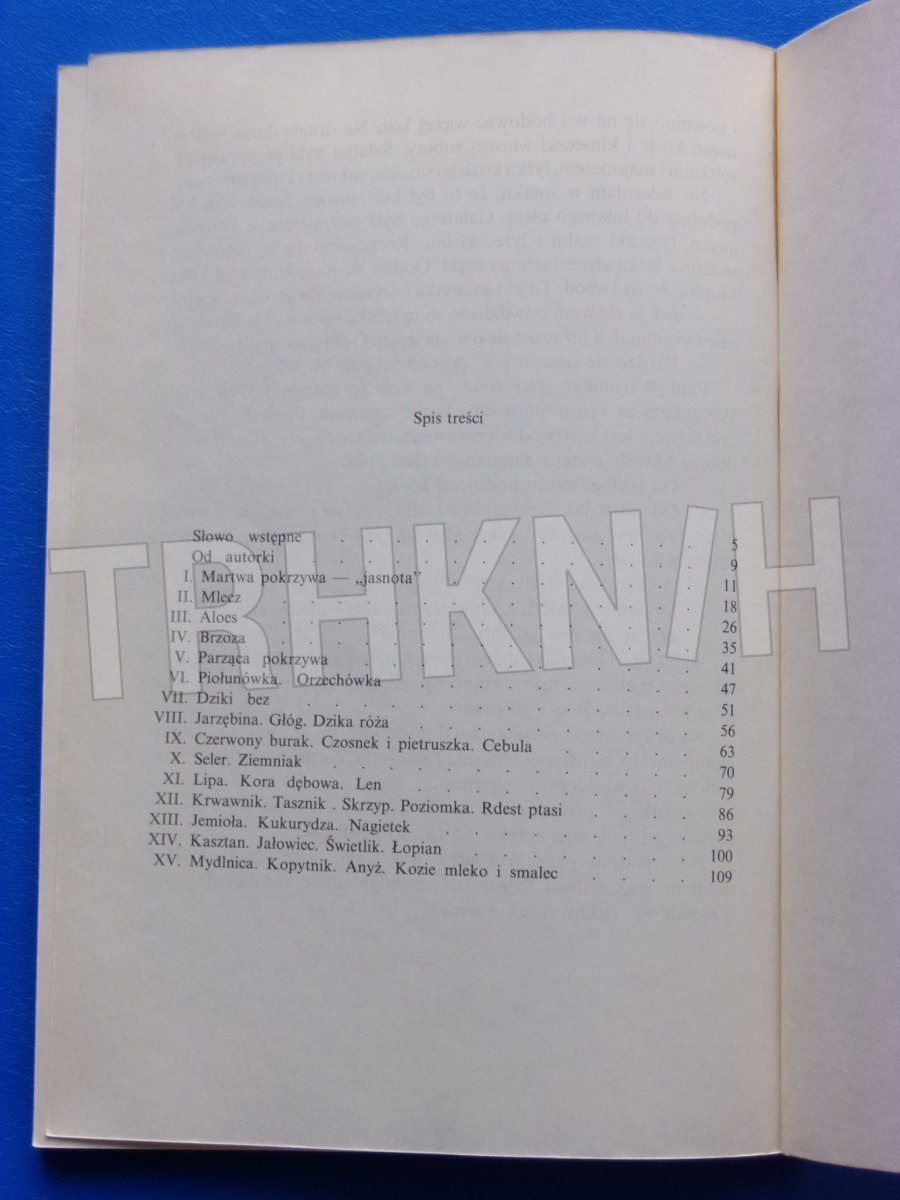 Spis treści
Słowo wstępne . . . . . . . . . . . . . . 5
Od autorki . . . . . . . . . . . . . . 9
I. Martwa pokrzywa — „jasnota” . . . . . . . . . 11
II. Mlecz . . . . . . . . . . . . . . . 18
III. Aloes . . . . . . . . . . . . . . . 26
IV. Brzoza . . . . . . . . . . . . . . . 35
V. Parząca pokrzywa . . . . . . . . . . . . 41
VI. Piołunówka. Orzechówka . . . . . . . . . . 47
VII. Dziki bez . . . . . . . . . . . . . . 51
VIII. Jarzębina. Głóg. Dzika róża . . . . . . . . . . 56
IX. Czerwony burak. Czosnek i pietruszka. Cebula . . . . . 63
X. Seler. Ziemniak . . . . . . . . . . . . . 70
XI. Lipa. Kora dębowa. Len . . . . . . . . . . 79
XII. Krwawnik. Tasznik . Skrzyp. Poziomka. Rdest ptasi . . . . 86
XIII. Jemioła. Kukurydza. Nagietek . . . . . . . . . 93
XIV. Kasztan. Jałowiec. Świetlik. Łopian . . . . . . . . 100
XV. Mydlnica. Kopytnik. Anyż. Kozie mleko i smalec . . . . 109
TRHKN/H